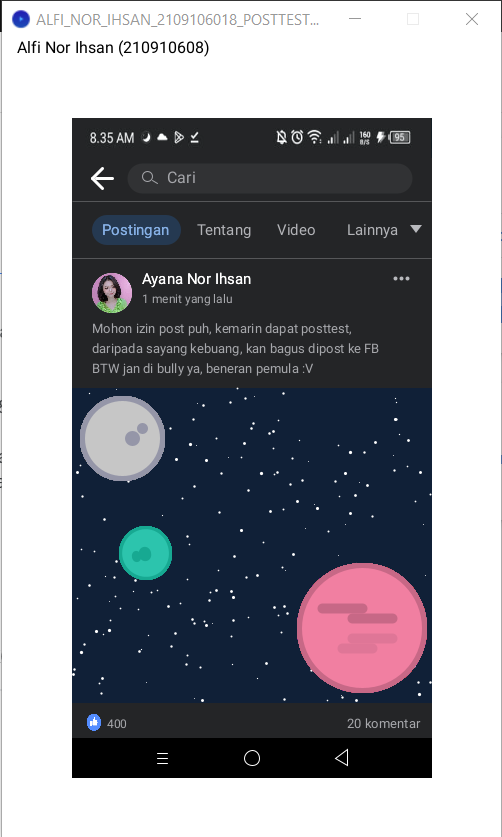 ALFI_NOR_IHSAN_2109106018_POSTTEST...
Alfi Nor Ihsan (210910608)
8.35 AM 160 B/S 95
Cari
Postingan Tentang Video Lainnya
Ayana Nor Ihsan
1 menit yang lalu
Mohon izin post puh, kemarin dapat posttest,
daripada sayang kebuang, kan bagus dipost ke FB
BTW jan di bully ya, beneran pemula :V
400 20 komentar